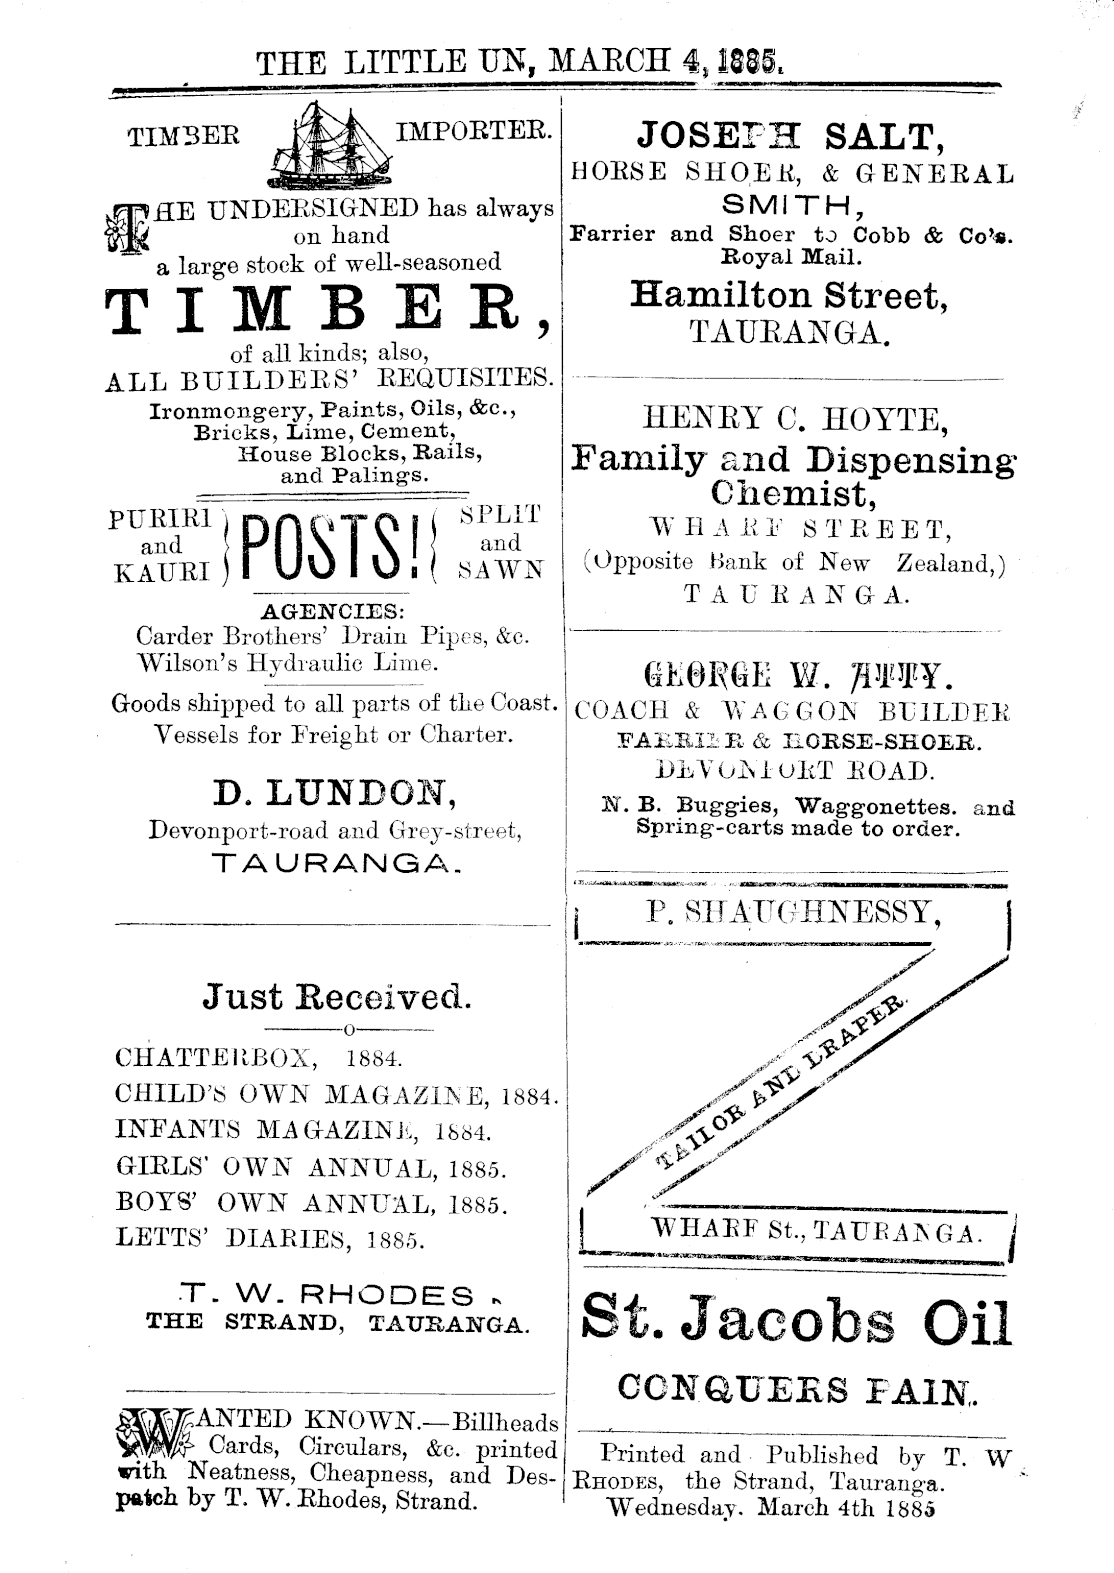 THE LITTLE UN, MARCH 4, 1885.
TIMBER IMPORTER.
THE UNDERSIGNED has always
on hand
a large stock of well-seasoned
TIMBER,
of all kinds; also,
ALL BUILDERS' REQUISITES.
Ironmongery, Paints, Oils, &c.,
Bricks, Lime, Cement,
House Blocks, Rails,
and Palings.
PURIRI
and
KAURI
POSTS!
SPLIT
and
SAWN
AGENCIES:
Carder Brothers' Drain Pipes, &c.
Wilson's Hydraulic Lime.
Goods shipped to all parts of the Coast.
Vessels for Freight or Charter.
D. LUNDON,
Devonport-road and Grey-street,
TAURANGA.
Just Received.
CHATTERBOX, 1884.
CHILD'S OWN MAGAZINE, 1884.
INFANTS MAGAZINE, 1884.
GIRLS' OWN ANNUAL, 1885.
BOYS' OWN ANNUAL, 1885.
LETTS' DIARIES, 1885.
T. W. RHODES
THE STRAND, TAURANGA.
WANTED KNOWN.—Billheads
Cards, Circulars, &c. printed
with Neatness, Cheapness, and Des-
patch by T. W. Rhodes, Strand.
JOSEPH SALT,
HORSE SHOER, & GENERAL
SMITH,
Farrier and Shoer to Cobb & Co's.
Royal Mail.
Hamilton Street,
TAURANGA.
HENRY C. HOYTE,
Family and Dispensing
Chemist,
WHARF STREET,
(Opposite Bank of New Zealand,)
TAURANGA.
GEORGE W. ATTY.
COACH & WAGGON BUILDER
FARRIER & HORSE-SHOER.
DEVONPORT ROAD.
N. B. Buggies, Waggonettes. and
Spring-carts made to order.
P. SHAUGHNESSY,
TAILOR AND DRAPER.
WHARF St., TAURANGA.
St. Jacobs Oil
CONQUERS PAIN.
Printed and Published by T. W
RHODES, the Strand, Tauranga.
Wednesday. March 4th 1885